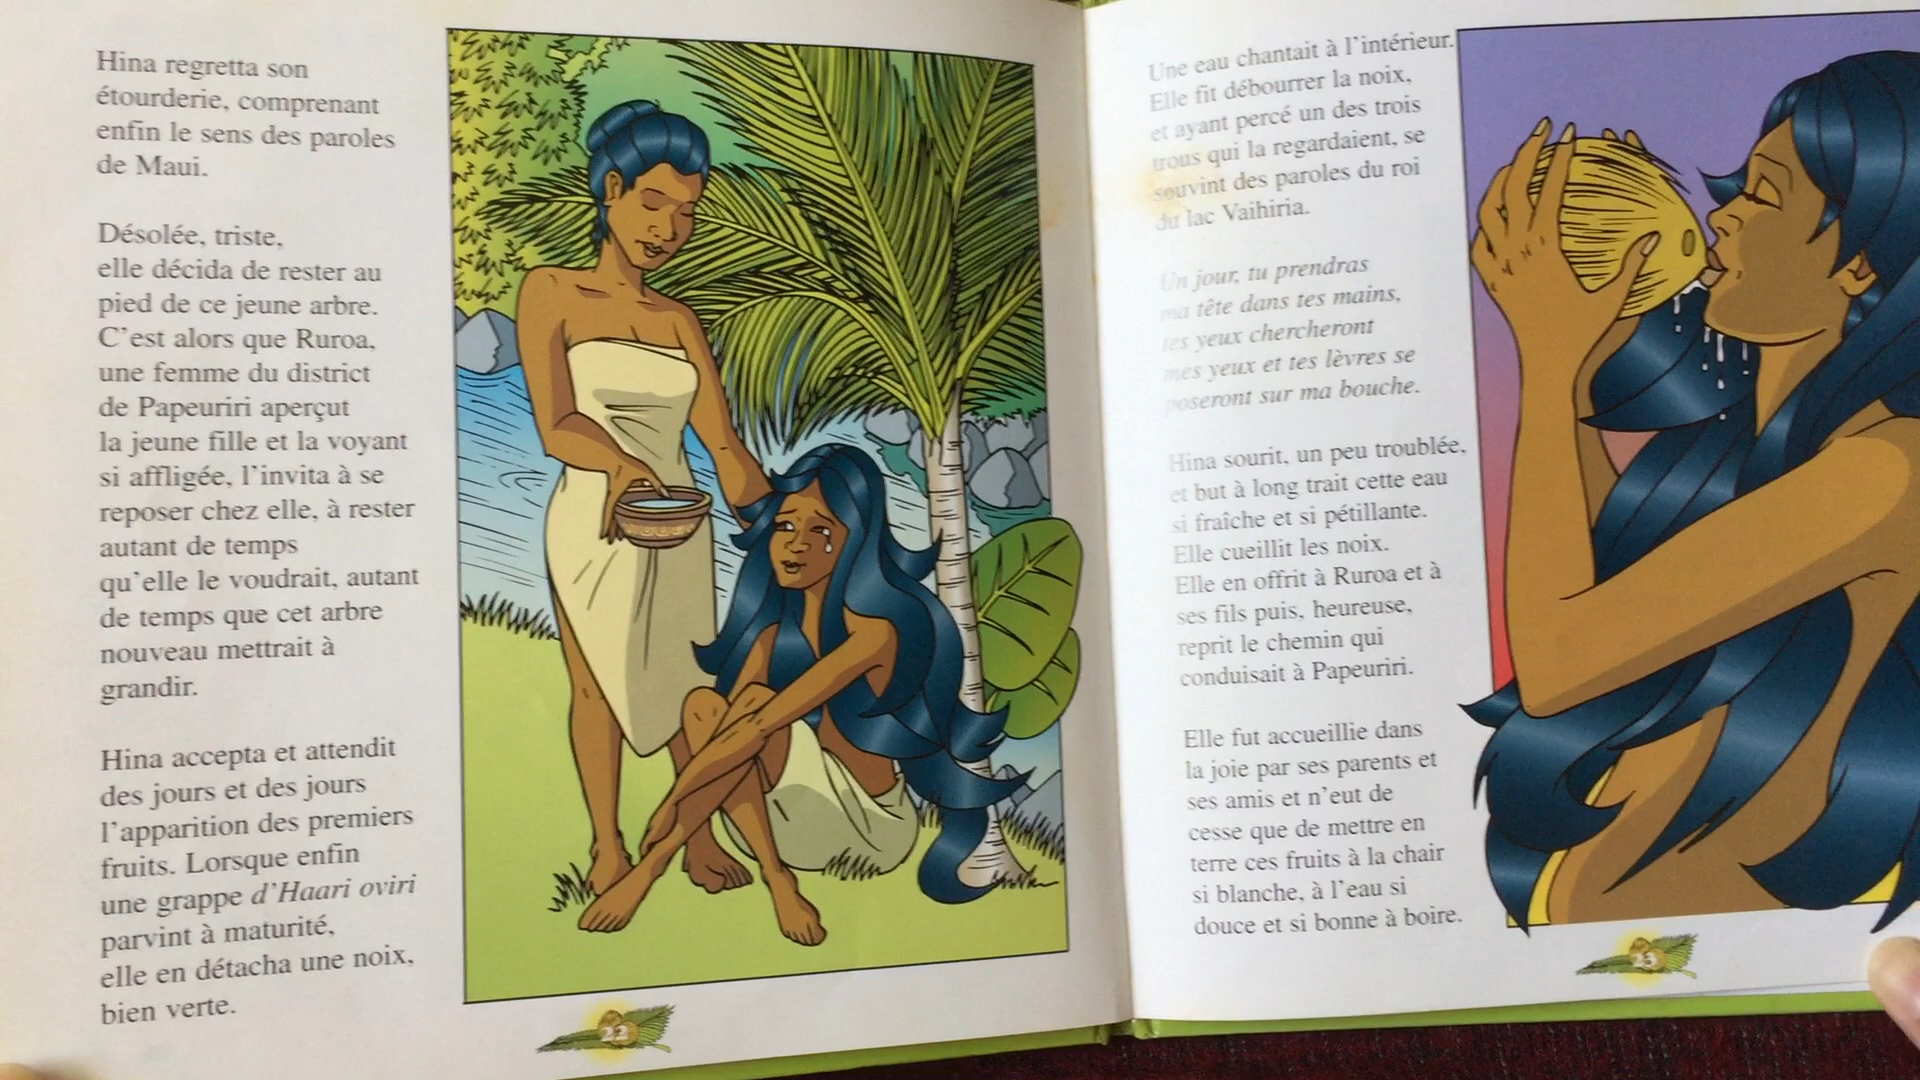 Hina regretta son
étourderie, comprenant
enfin le sens des paroles
de Maui.
Désolée, triste,
elle décida de rester au
pied de ce jeune arbre.
C'est alors que Ruroa,
une femme du district
de Papeuriri aperçut
la jeune fille et la voyant
si affligée, l'invita à se
reposer chez elle, à rester
autant de temps
qu'elle le voudrait, autant
de temps que cet arbre
nouveau mettrait à
grandir.
Hina accepta et attendit
des jours et des jours
l'apparition des premiers
fruits. Lorsque enfin
une grappe d'Haari oviri
parvint à maturité,
elle en détacha une noix,
bien verte.
22
Une eau chantait à l'intérieur.
Elle fit débourrer la noix,
et ayant percé un des trois
trous qui la regardaient, se
souvint des paroles du roi
du lac Vaihiria.
Un jour, tu prendras
ma tête dans tes mains,
tes yeux chercheront
mes yeux et tes lèvres se
poseront sur ma bouche.
Hina sourit, un peu troublée,
et but à long trait cette eau
si fraîche et si pétillante.
Elle cueillit les noix.
Elle en offrit à Ruroa et à
ses fils puis, heureuse,
reprit le chemin qui
conduisait à Papeuriri.
Elle fut accueillie dans
la joie par ses parents et
ses amis et n'eut de
cesse que de mettre en
terre ces fruits à la chair
si blanche, à l'eau si
douce et si bonne à boire.
23